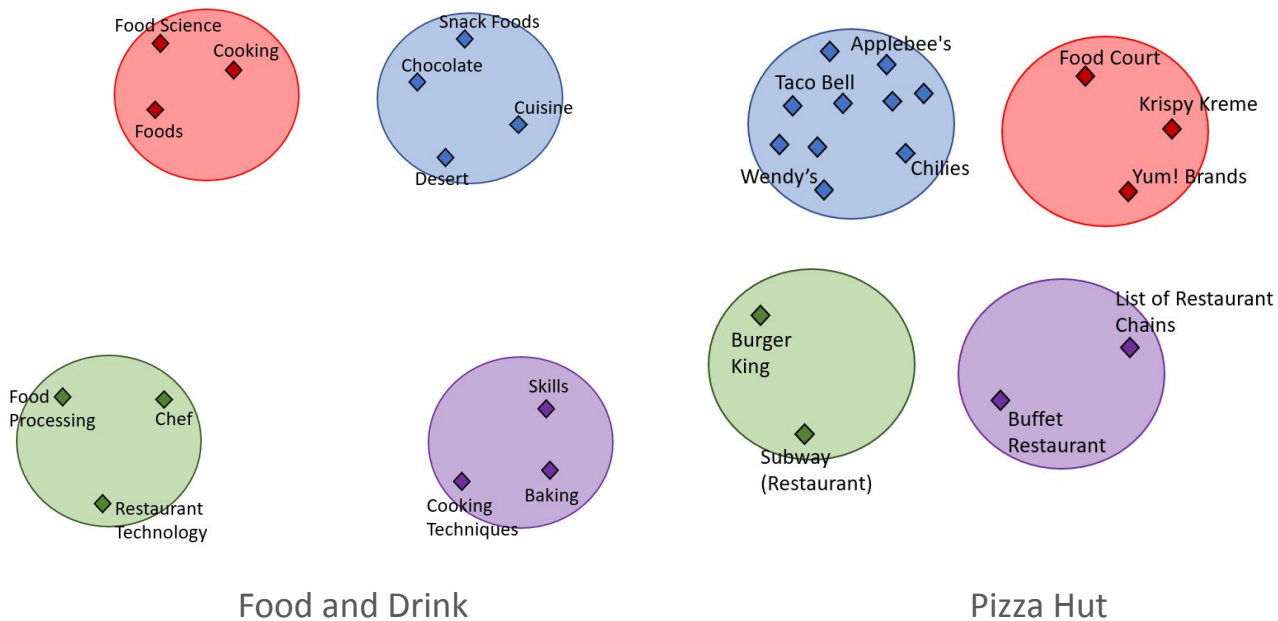 Food Science
Cooking
Foods
Snack Foods
Chocolate
Cuisine
Desert
Applebee's
Taco Bell
Wendy's
Chilies
Food Court
Krispy Kreme
Yum! Brands
Food
Processing
Chef
Restaurant
Technology
Skills
Baking
Cooking
Techniques
Burger
King
Subway
(Restaurant)
List of Restaurant
Chains
Buffet
Restaurant
Food and Drink
Pizza Hut